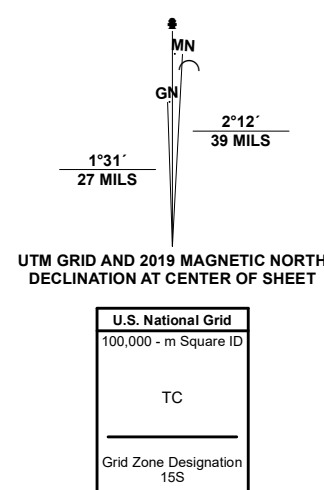 MN
GN
2°12´
39 MILS
1°31´
27 MILS
UTM GRID AND 2019 MAGNETIC NORTH
DECLINATION AT CENTER OF SHEET
U.S. National Grid
100,000 - m Square ID
TC
Grid Zone Designation
15S